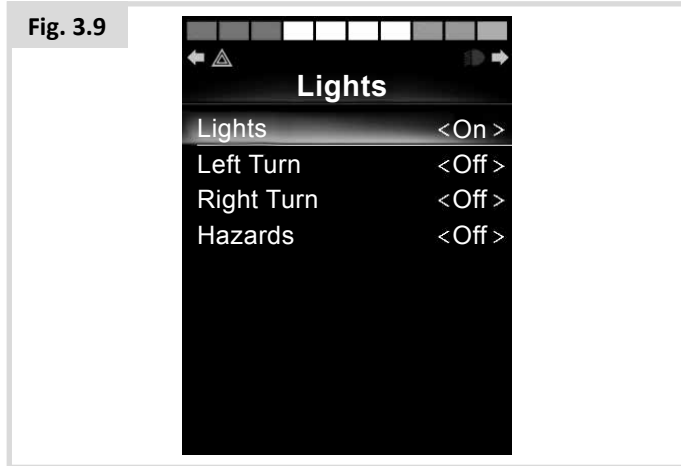 Fig. 3.9
Lights
Lights <On>
Left Turn <Off>
Right Turn <Off>
Hazards <Off>